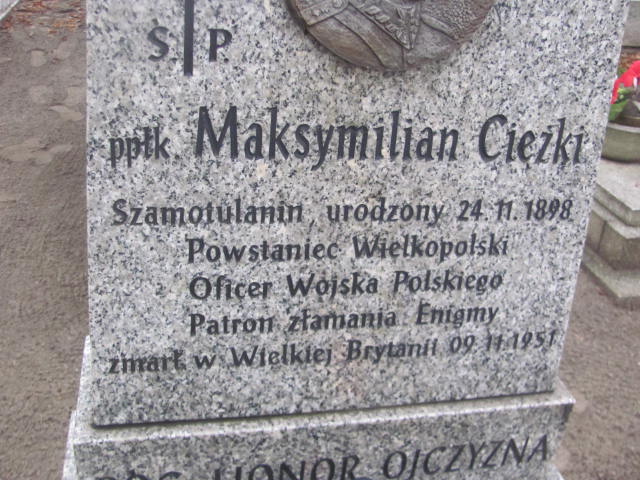 Ś P
ppłk Maksymilian Ciężki
Szamotulanin, urodzony 24.11.1898
Powstaniec Wielkopolski
Oficer Wojska Polskiego
Patron złamania Enigmy
zmarł w Wielkiej Brytanii 09.11.1951
BÓG HONOR OJCZYZNA